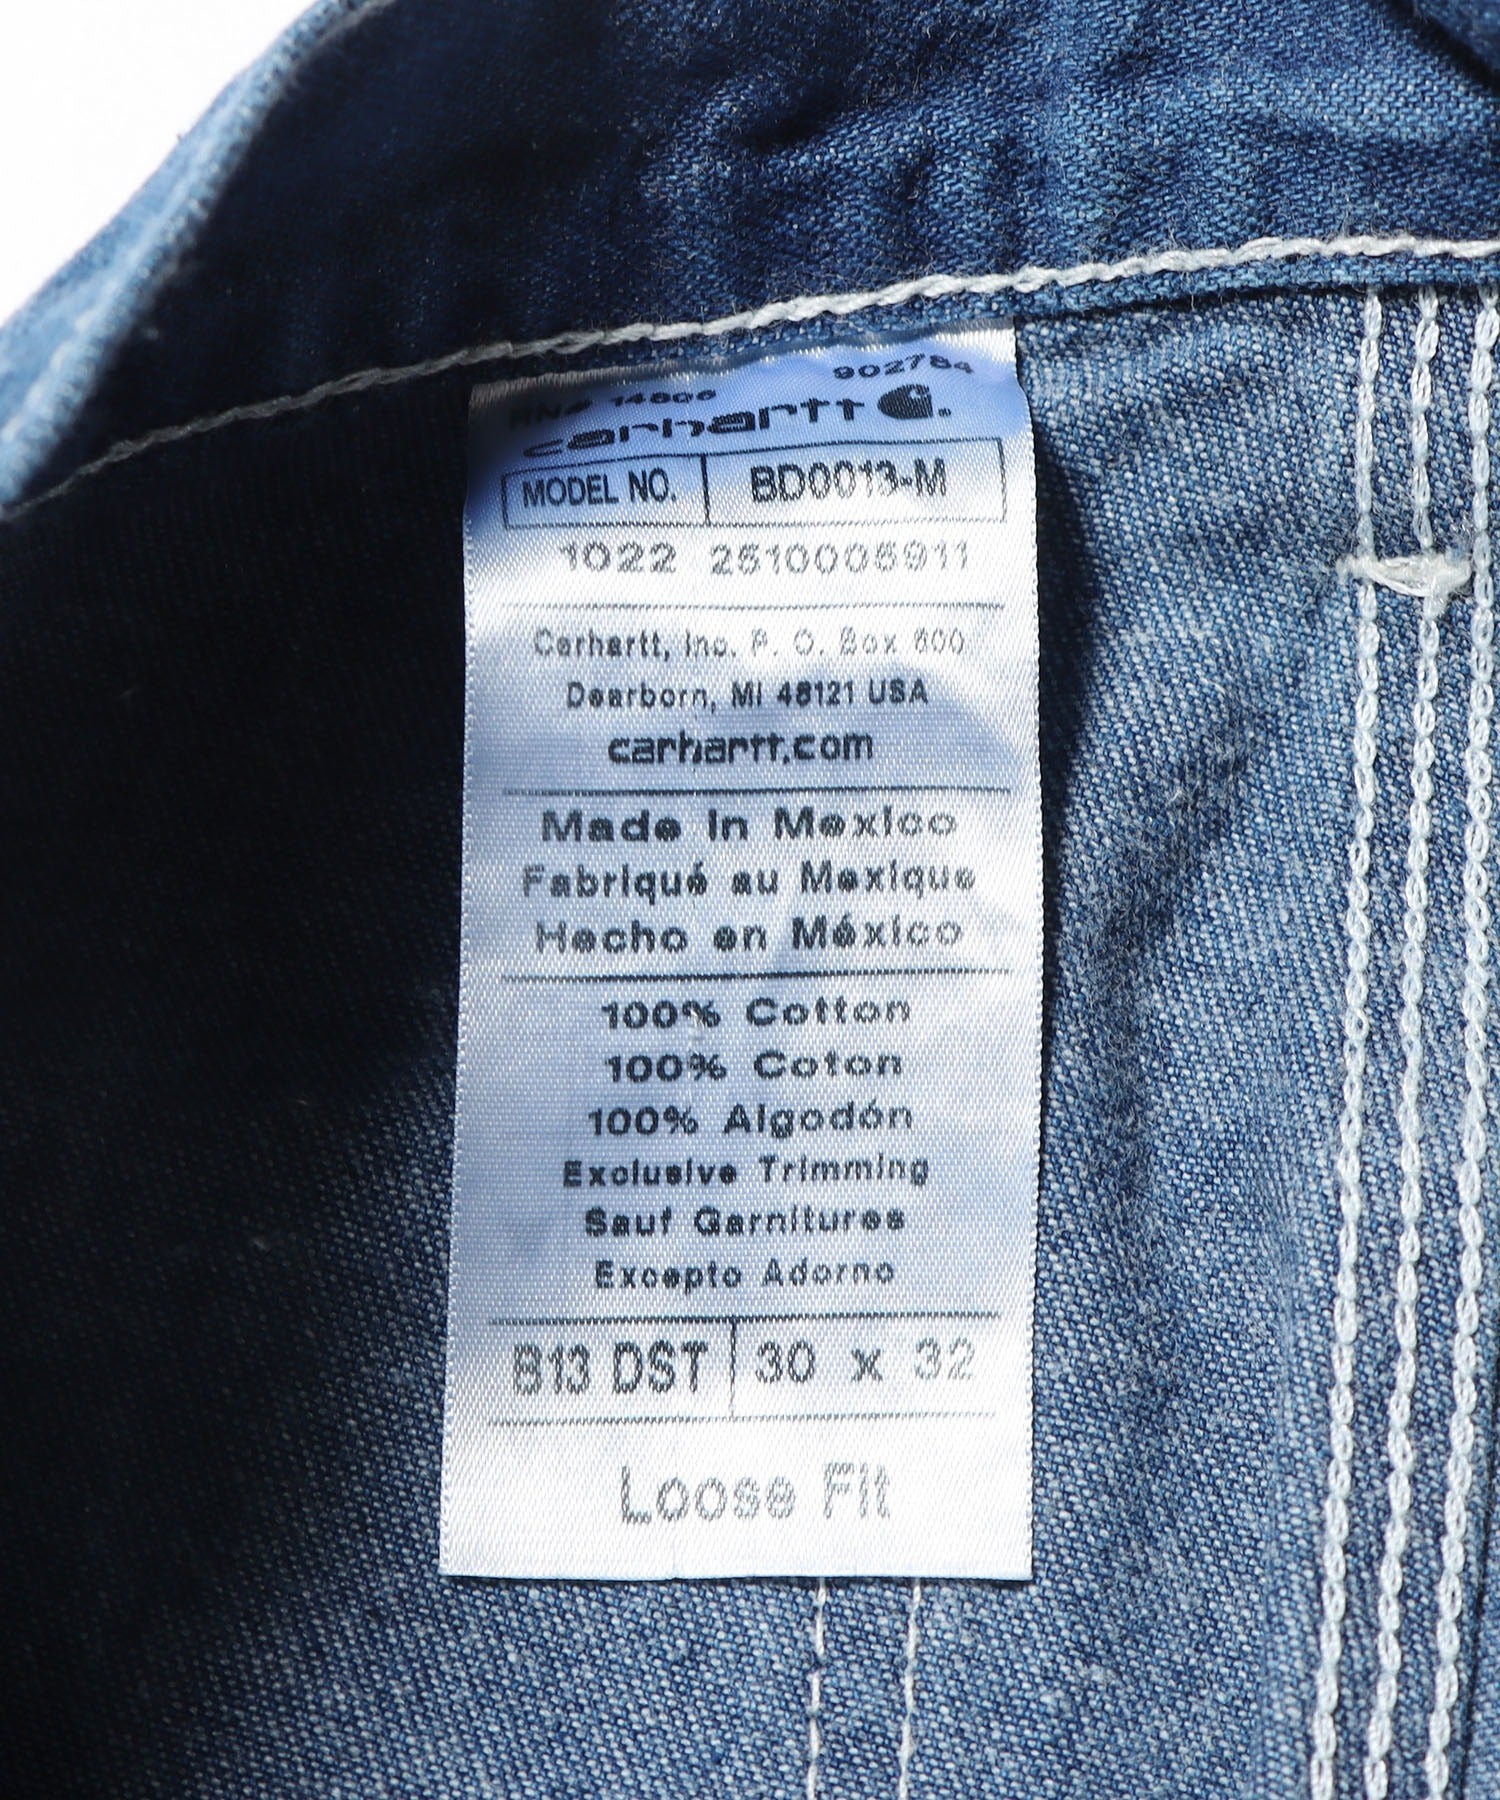 RN# 14806 902784
carhartt
MODEL NO. BD0013-M
1022 2510005911
Carhartt, Inc. P. O. Box 600
Dearborn, MI 48121 USA
carhartt.com
Made In Mexico
Fabriqué au Mexique
Hecho en México
100% Cotton
100% Coton
100% Algodón
Exclusive Trimming
Sauf Garnitures
Excepto Adorno
B13 DST 30 x 32
Loose Fit